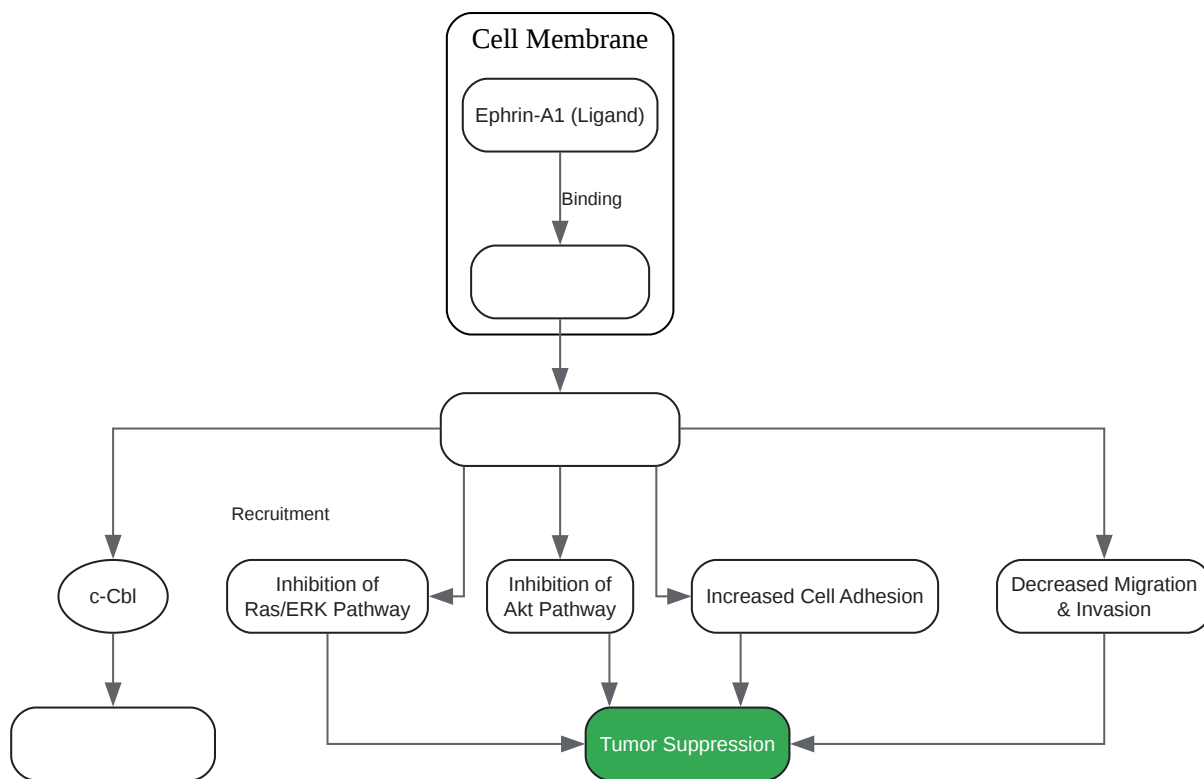 Cell Membrane
Ephrin-A1 (Ligand)
Binding
Recruitment
c-Cbl
Inhibition of
Ras/ERK Pathway
Inhibition of
Akt Pathway
Increased Cell Adhesion
Decreased Migration
& Invasion
Tumor Suppression